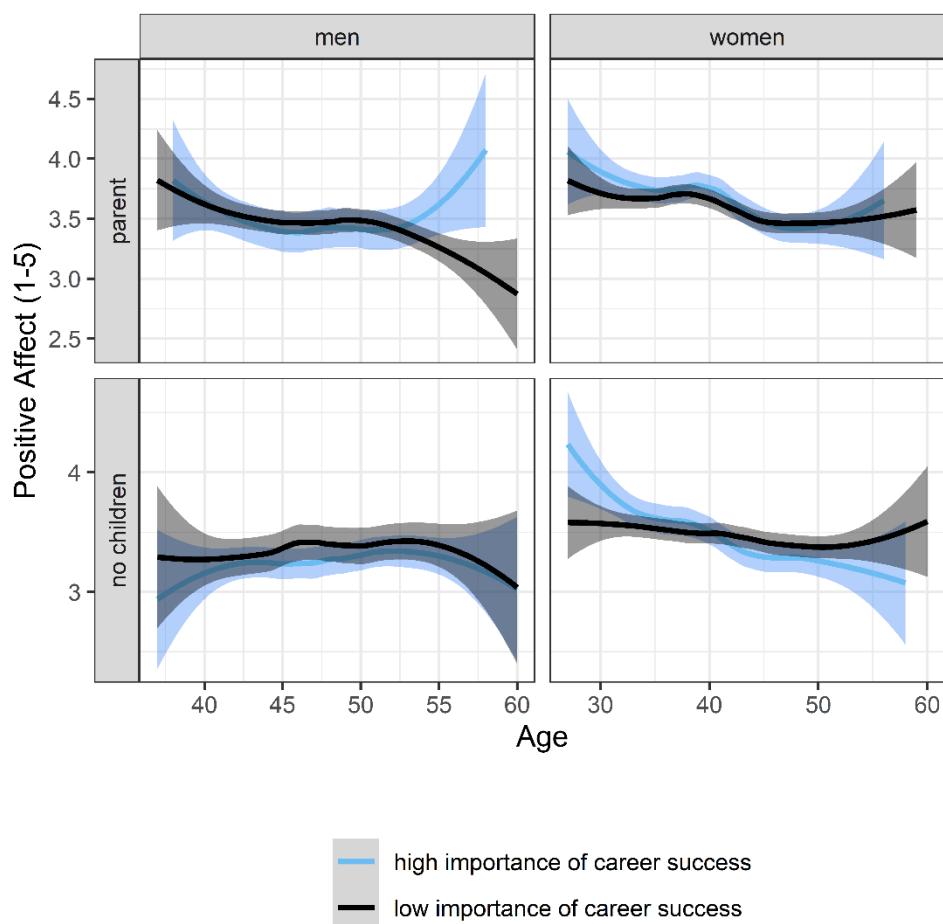 men
women
Positive Affect (1-5)
parent
4.5
4.0
3.5
3.0
2.5
no children
4
3
40
45
50
55
60
30
40
50
60
Age
high importance of career success
low importance of career success